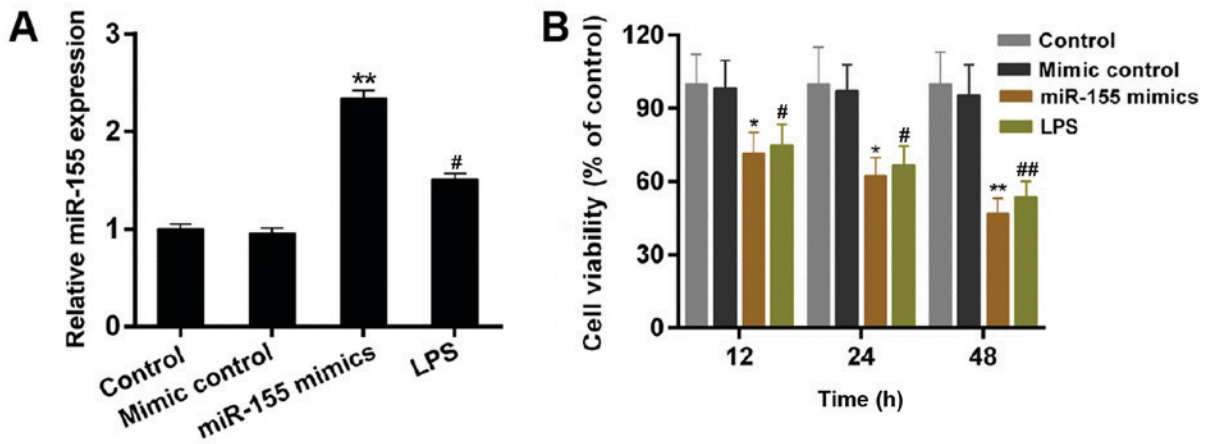 A
Relative miR-155 expression
3
2
1
0
**
#
Control
Mimic control
miR-155 mimics
LPS
B
Cell viability (% of control)
120
90
60
30
0
Control
Mimic control
miR-155 mimics
LPS
*
#
*
#
**
##
12
24
48
Time (h)